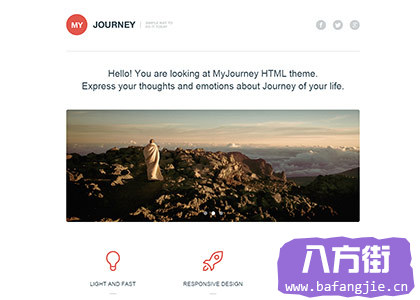 MY JOURNEY
Hello! You are looking at MyJourney HTML theme.
Express your thoughts and emotions about Journey of your life.
LIGHT AND FAST
RESPONSIVE DESIGN
八方街
www.bafangjie.cn